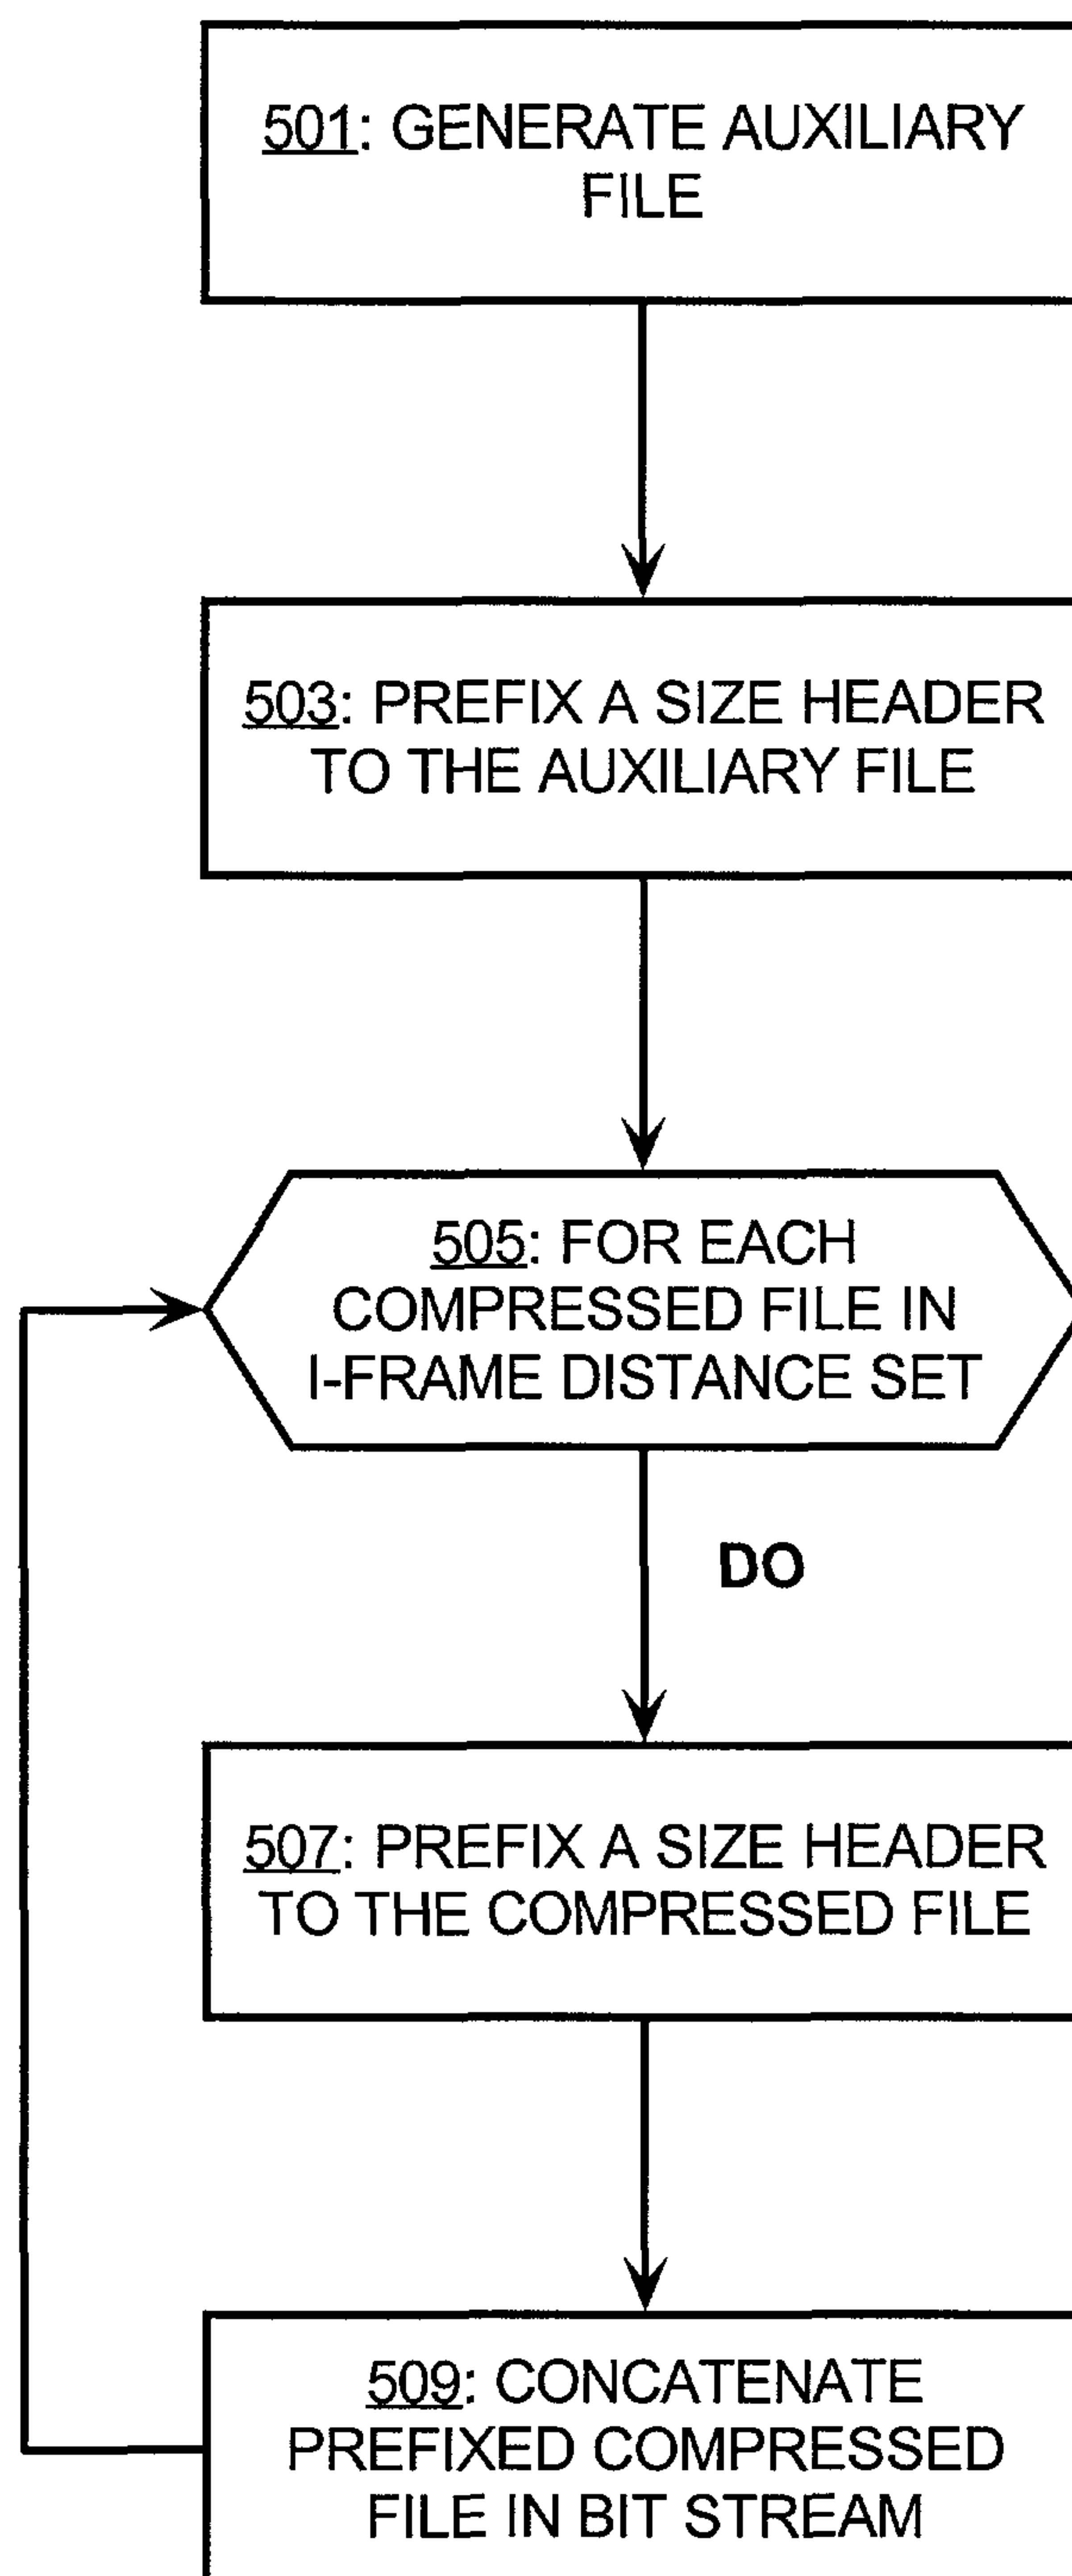 501: GENERATE AUXILIARY
FILE
503: PREFIX A SIZE HEADER
TO THE AUXILIARY FILE
505: FOR EACH
COMPRESSED FILE IN
I-FRAME DISTANCE SET
DO
507: PREFIX A SIZE HEADER
TO THE COMPRESSED FILE
509: CONCATENATE
PREFIXED COMPRESSED
FILE IN BIT STREAM